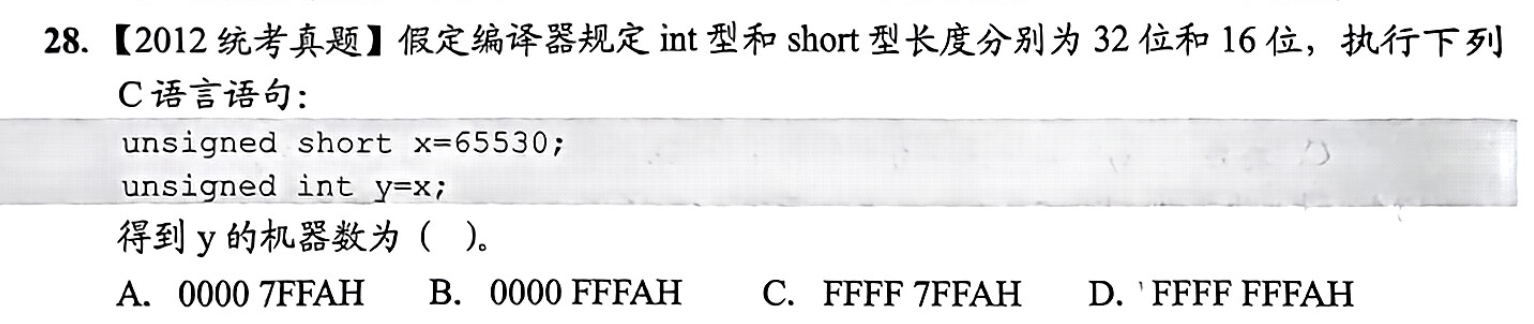 28. 【2012 统考真题】假定编译器规定 int 型和 short 型长度分别为 32 位和 16 位，执行下列
C 语言语句：
unsigned short x=65530;
unsigned int y=x;
得到 y 的机器数为（ ）。
A. 0000 7FFAH B. 0000 FFFAH C. FFFF 7FFAH D. FFFF FFFAH